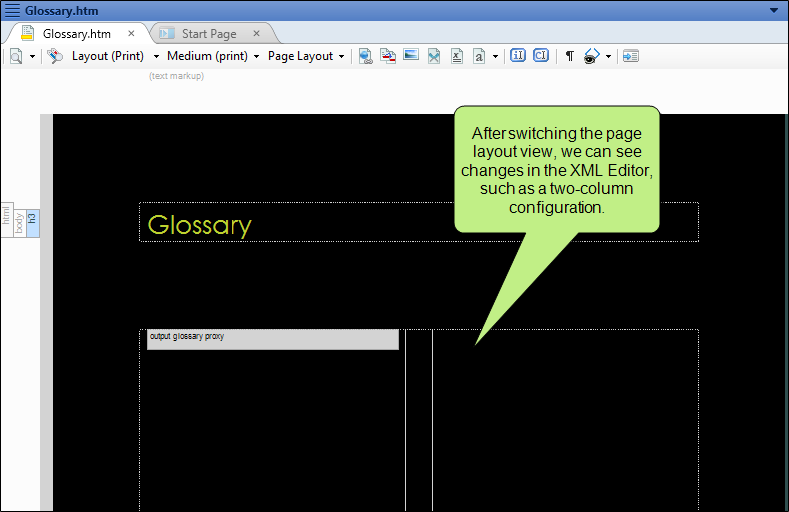 Glossary.htm
Glossary.htm × Start Page ×
Layout (Print) Medium (print) Page Layout a iI CI ¶
(text markup)
After switching the page
layout view, we can see
changes in the XML Editor,
such as a two-column
configuration.
html body h3
Glossary
output glossary proxy